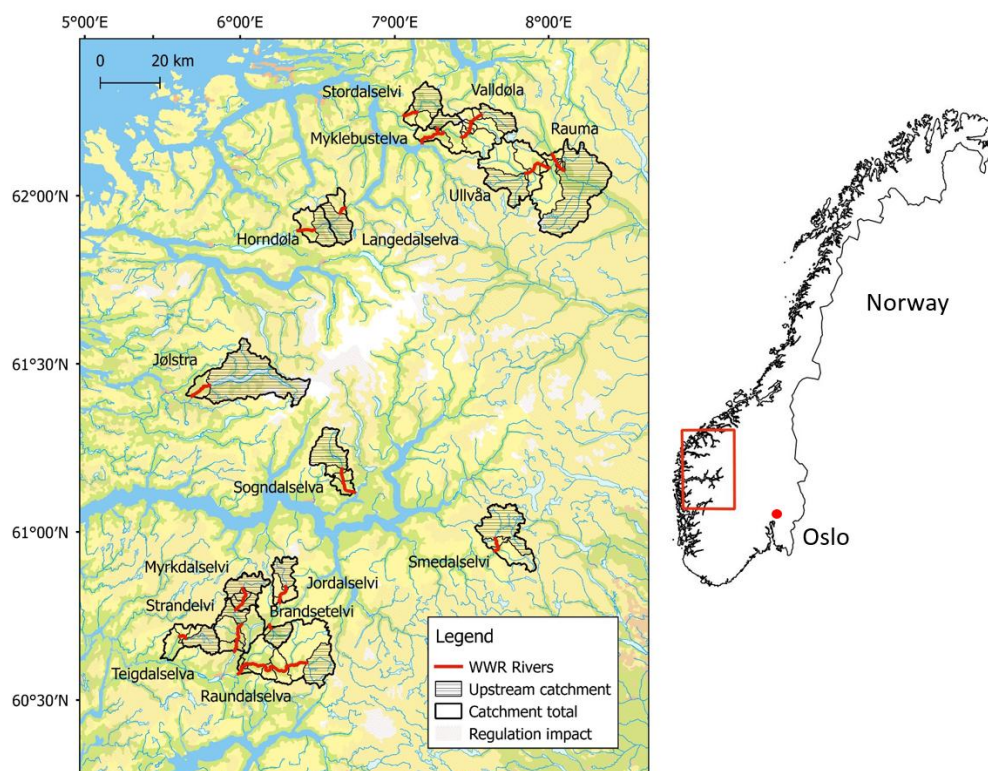 5°00'E 6°00'E 7°00'E 8°00'E
0 20 km
Stordalselvi
Valldøla
Myklebustelva
Rauma
62°00'N
Ullvåa
Horndøla
Langedalselva
Norway
61°30'N
Jølstra
Sogndalselva
61°00'N
Oslo
Smedalselvi
Myrkdalselvi
Jordalselvi
Strandelvi
Brandsetelvi
Teigdalselva
Raundalselva
60°30'N
Legend
WWR Rivers
Upstream catchment
Catchment total
Regulation impact